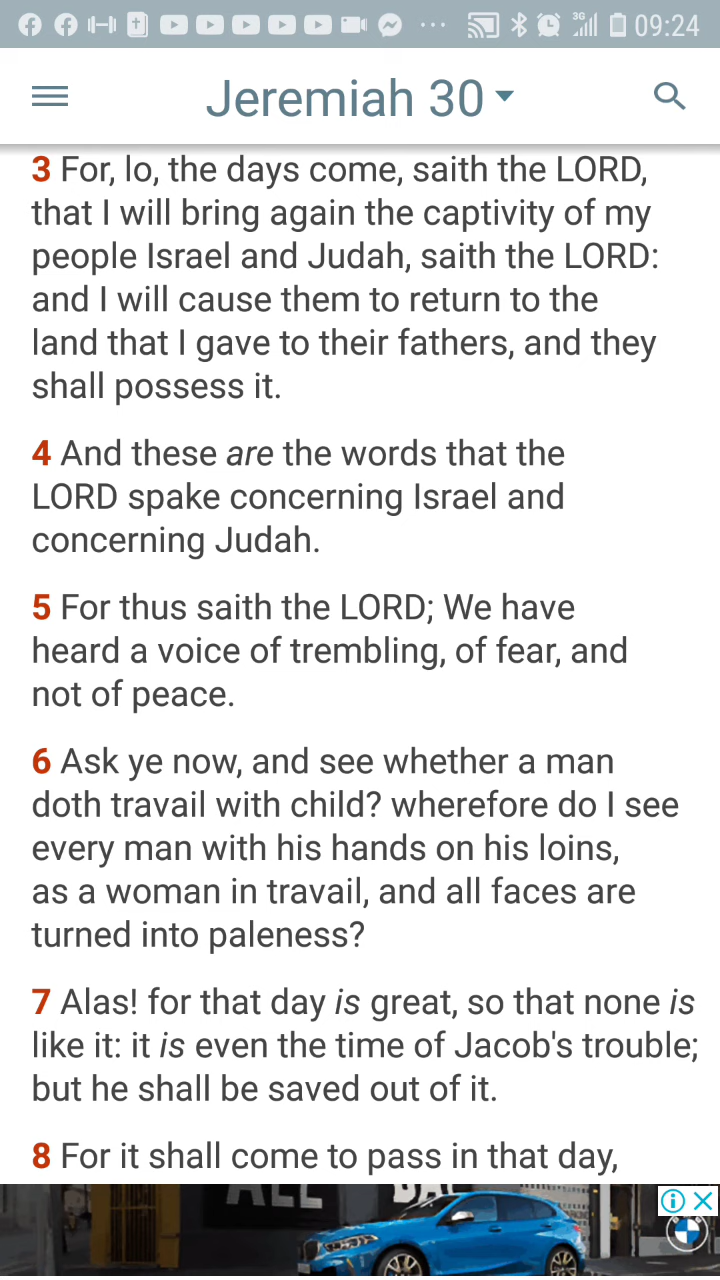 3G 09:24
Jeremiah 30
3 For, lo, the days come, saith the LORD,
that I will bring again the captivity of my
people Israel and Judah, saith the LORD:
and I will cause them to return to the
land that I gave to their fathers, and they
shall possess it.
4 And these are the words that the
LORD spake concerning Israel and
concerning Judah.
5 For thus saith the LORD; We have
heard a voice of trembling, of fear, and
not of peace.
6 Ask ye now, and see whether a man
doth travail with child? wherefore do I see
every man with his hands on his loins,
as a woman in travail, and all faces are
turned into paleness?
7 Alas! for that day is great, so that none is
like it: it is even the time of Jacob's trouble;
but he shall be saved out of it.
8 For it shall come to pass in that day,